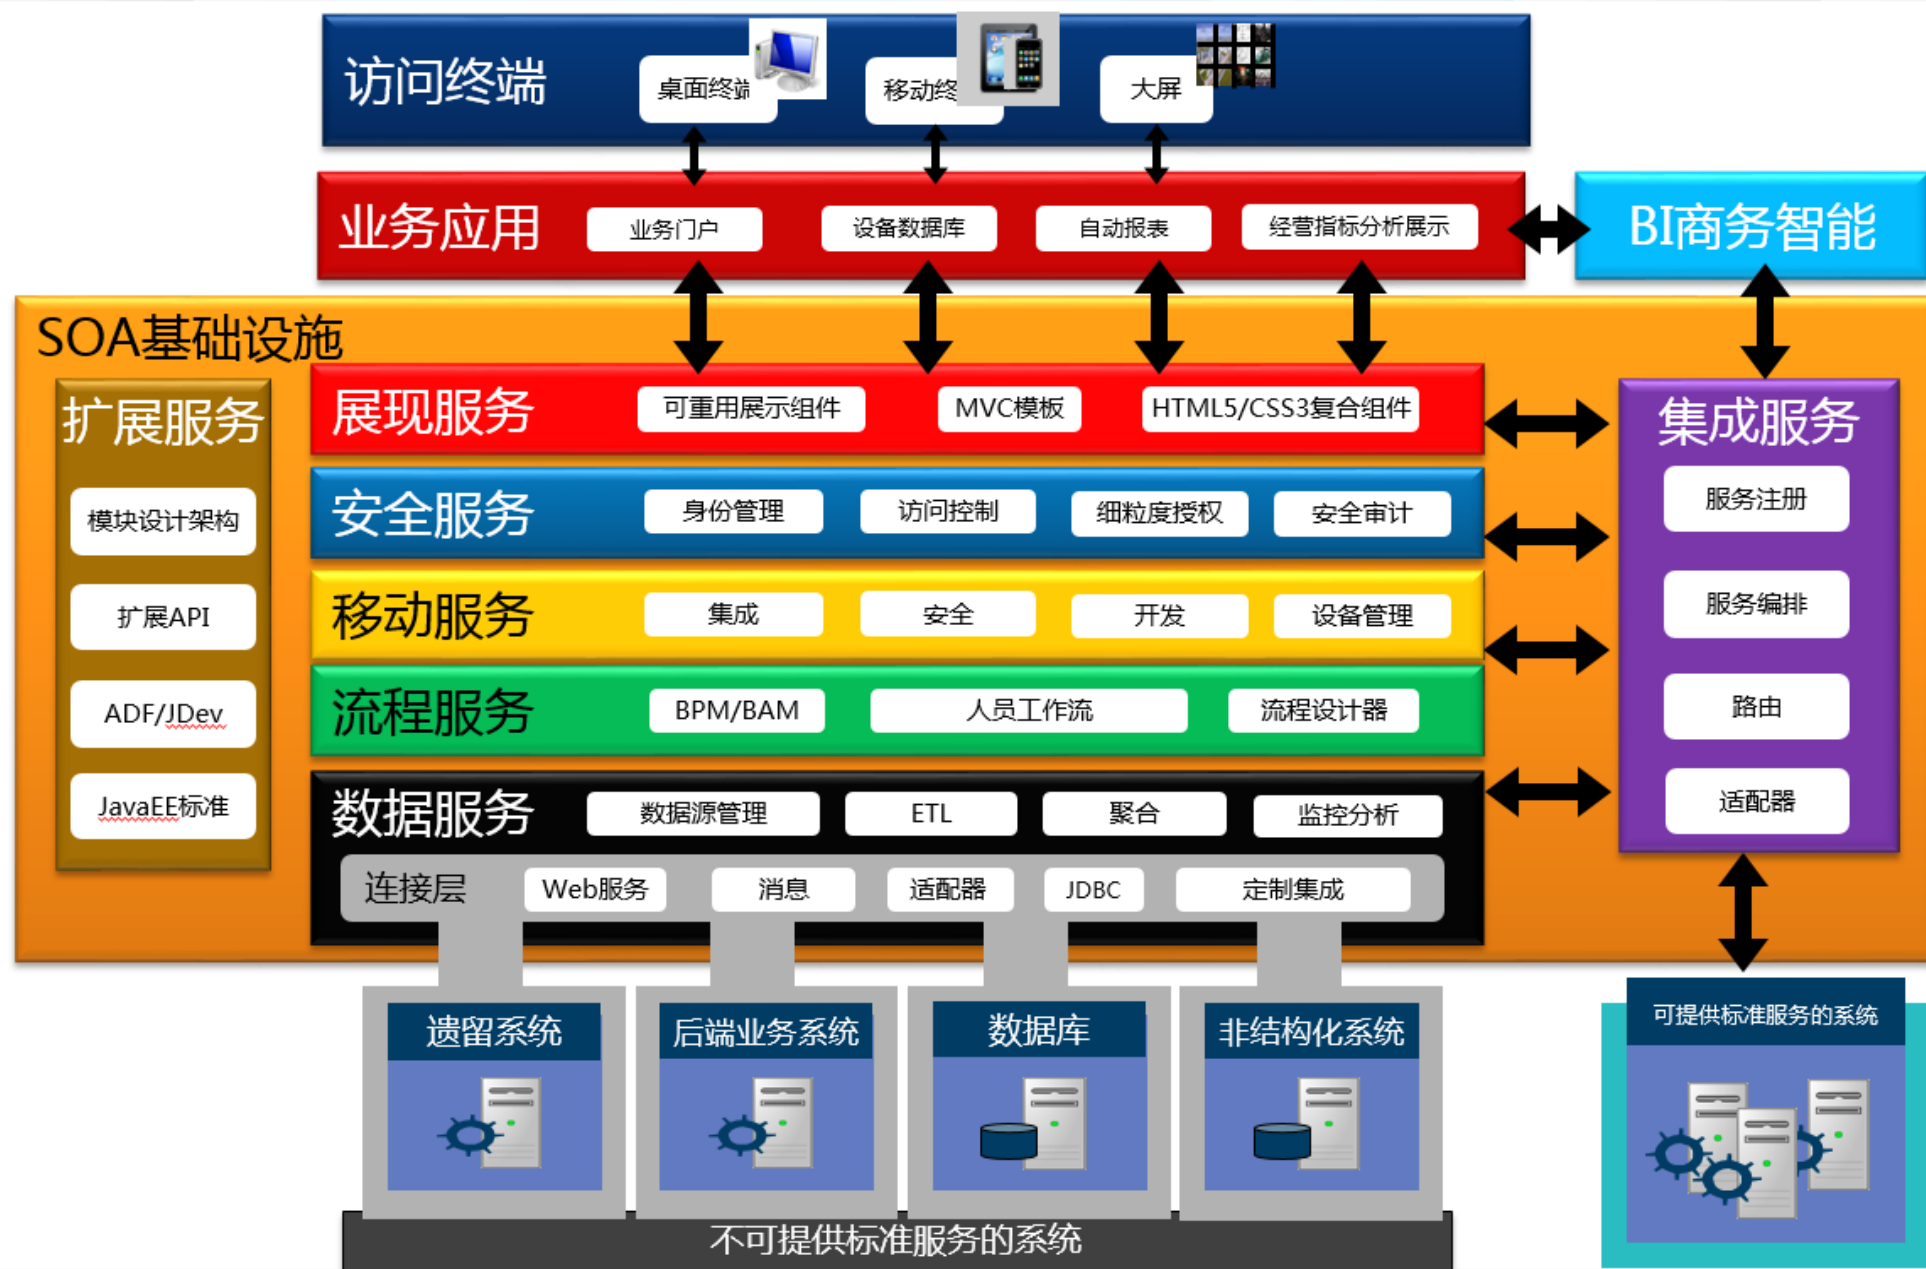 访问终端
桌面终端
移动终
大屏
业务应用
业务门户
设备数据库
自动报表
经营指标分析展示
BI商务智能
SOA基础设施
扩展服务
模块设计架构
扩展API
ADF/JDev
JavaEE标准
展现服务
可重用展示组件
MVC模板
HTML5/CSS3复合组件
安全服务
身份管理
访问控制
细粒度授权
安全审计
移动服务
集成
安全
开发
设备管理
流程服务
BPM/BAM
人员工作流
流程设计器
数据服务
数据源管理
ETL
聚合
监控分析
连接层
Web服务
消息
适配器
JDBC
定制集成
集成服务
服务注册
服务编排
路由
适配器
遗留系统
后端业务系统
数据库
非结构化系统
可提供标准服务的系统
不可提供标准服务的系统